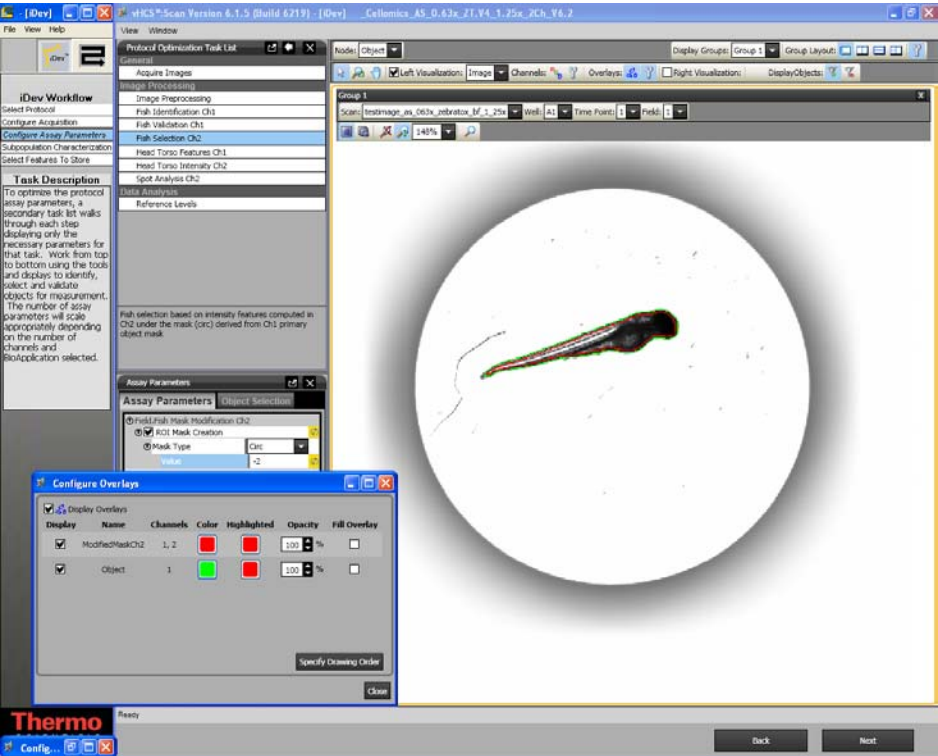 - [iDev]
vHCS™:Scan Version 6.1.5 (Build 6219) - [iDev] _Cellomics_AS_0.63x_ZT.V4_1.25x_2Ch_V6.2
File View Help
View Window
iDev™
Protocol Optimization Task List
General
Acquire Images
Image Processing
Image Preprocessing
Fish Identification Ch1
Fish Validation Ch1
Fish Selection Ch2
Head Torso Features Ch1
Head Torso Intensity Ch2
Spot Analysis Ch2
Data Analysis
Reference Levels
Fish selection based on intensity features computed in
Ch2 under the mask (circ) derived from Ch1 primary
object mask
iDev Workflow
Select Protocol
Configure Acquisition
Configure Assay Parameters
Subpopulation Characterization
Select Features To Store
Task Description
To optimize the protocol
assay parameters, a
secondary task list walks
through each step
displaying only the
necessary parameters for
that task. Work from top
to bottom using the tools
and displays to identify,
select and validate
objects for measurement.
The number of assay
parameters will scale
appropriately depending
on the number of
channels and
BioApplication selected.
Node: Object
Display Groups: Group 1 Group Layout:
Left Visualization: Image Channels: Overlays: Right Visualization: DisplayObjects:
Group 1
Scan: testimage_as_063x_zebratox_bf_1_25x Well: A1 Time Point: 1 Field: 1
148%
Assay Parameters
Assay Parameters Object Selection
Field-Fish Mask Modification Ch2
ROI Mask Creation
Mask Type Circ
Value -2
Configure Overlays
Display Overlays
Display Name Channels Color Highlighted Opacity Fill Overlay
ModifiedMaskCh2 1, 2 100 %
Object 1 100 %
Specify Drawing Order
Close
Thermo
Ready
Config...
Back Next